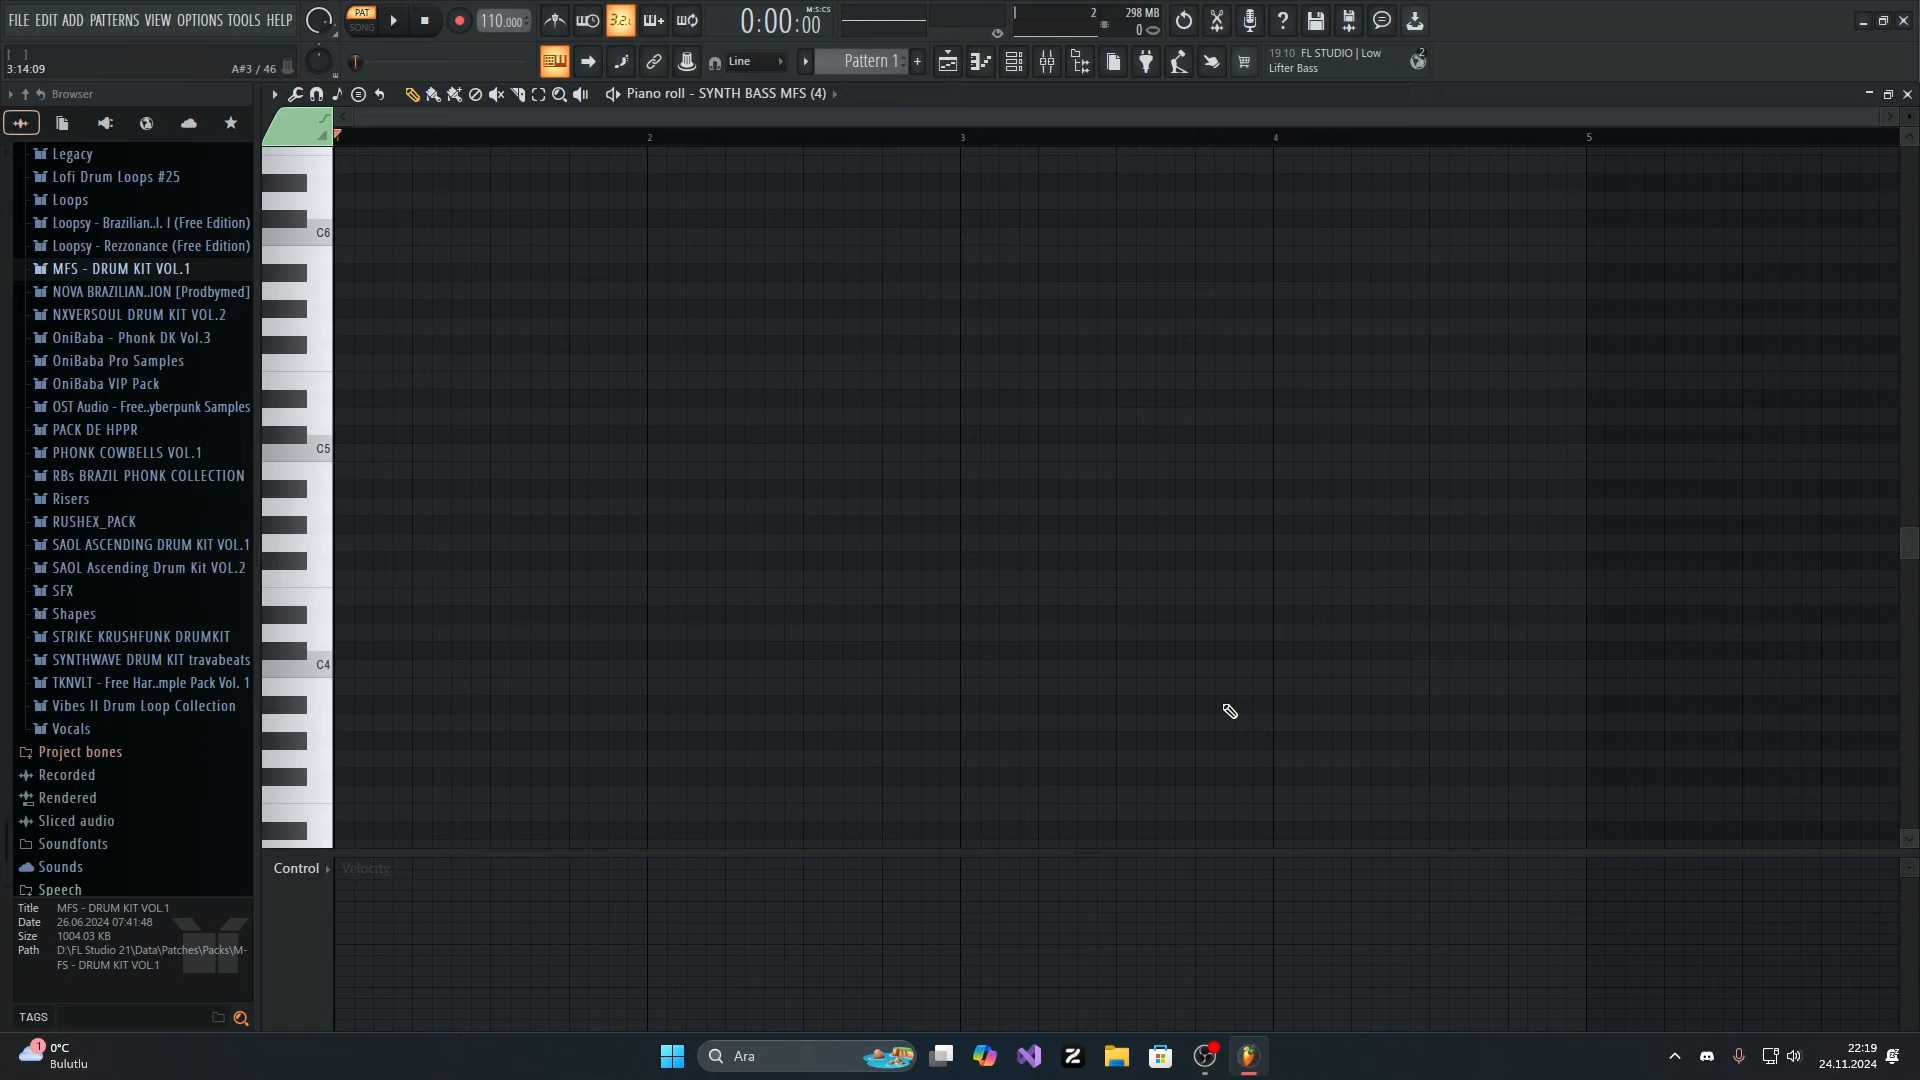 FILE EDIT ADD PATTERNS VIEW OPTIONS TOOLS HELP
PAT
SONG
110.000
3.2.
0:00:00
M:S:CS
2
298 MB
0
3:14:09
A#3 / 46
Line
Pattern 1
+
19.10 FL STUDIO | Low
Lifter Bass
2
Browser
Piano roll - SYNTH BASS MFS (4)
Legacy
Lofi Drum Loops #25
Loops
Loopsy - Brazilian..l. I (Free Edition)
Loopsy - Rezzonance (Free Edition)
MFS - DRUM KIT VOL.1
NOVA BRAZILIAN..ION [Prodbymed]
NXVERSOUL DRUM KIT VOL.2
OniBaba - Phonk DK Vol.3
OniBaba Pro Samples
OniBaba VIP Pack
OST Audio - Free..yberpunk Samples
PACK DE HPPR
PHONK COWBELLS VOL.1
RBs BRAZIL PHONK COLLECTION
Risers
RUSHEX_PACK
SAOL ASCENDING DRUM KIT VOL.1
SAOL Ascending Drum Kit VOL.2
SFX
Shapes
STRIKE KRUSHFUNK DRUMKIT
SYNTHWAVE DRUM KIT travabeats
TKNVLT - Free Har..mple Pack Vol. 1
Vibes II Drum Loop Collection
Vocals
Project bones
Recorded
Rendered
Sliced audio
Soundfonts
Sounds
Speech
Title MFS - DRUM KIT VOL.1
Date 26.06.2024 07:41:48
Size 1004.03 KB
Path D:\FL Studio 21\Data\Patches\Packs\M-
FS - DRUM KIT VOL.1
TAGS
2
3
4
5
C6
C5
C4
Control
Velocity
1
0°C
Bulutlu
Ara
22:19
24.11.2024